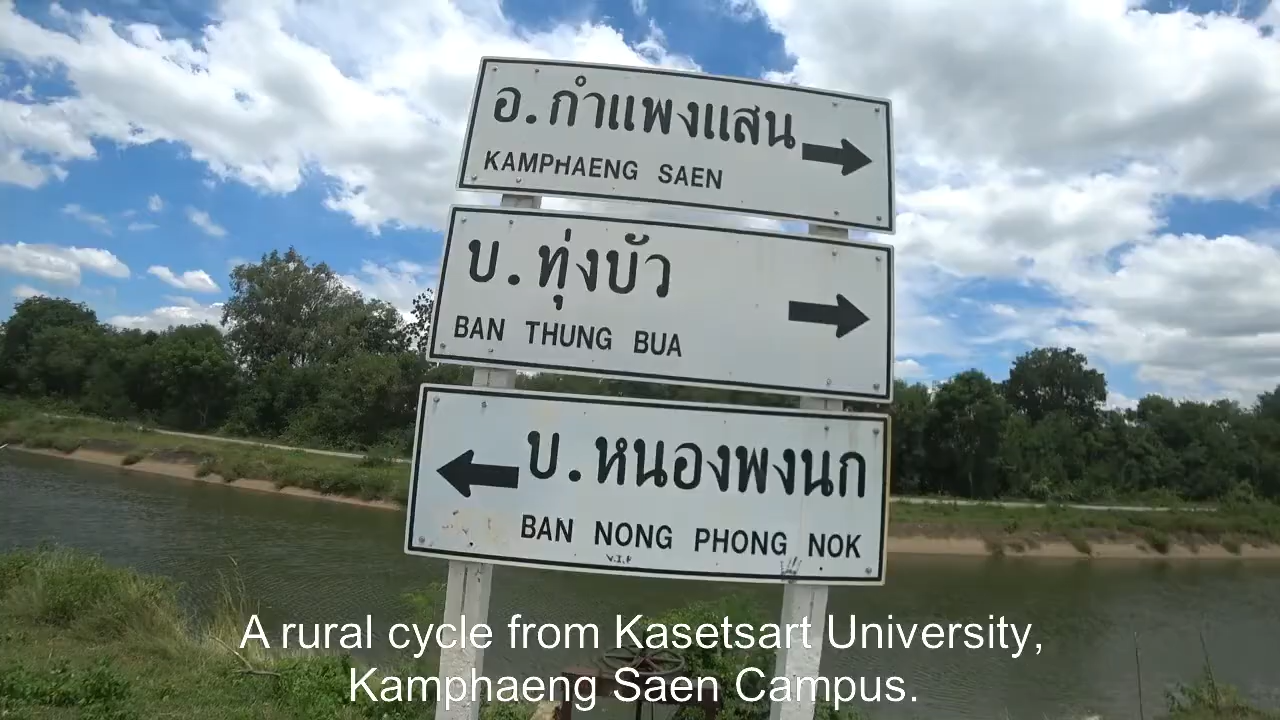 อ.กำแพงแสน
KAMPHAENG SAEN
บ.ทุ่งบัว
BAN THUNG BUA
บ.หนองพงนก
BAN NONG PHONG NOK
V.I.P
A rural cycle from Kasetsart University,
Kamphaeng Saen Campus.